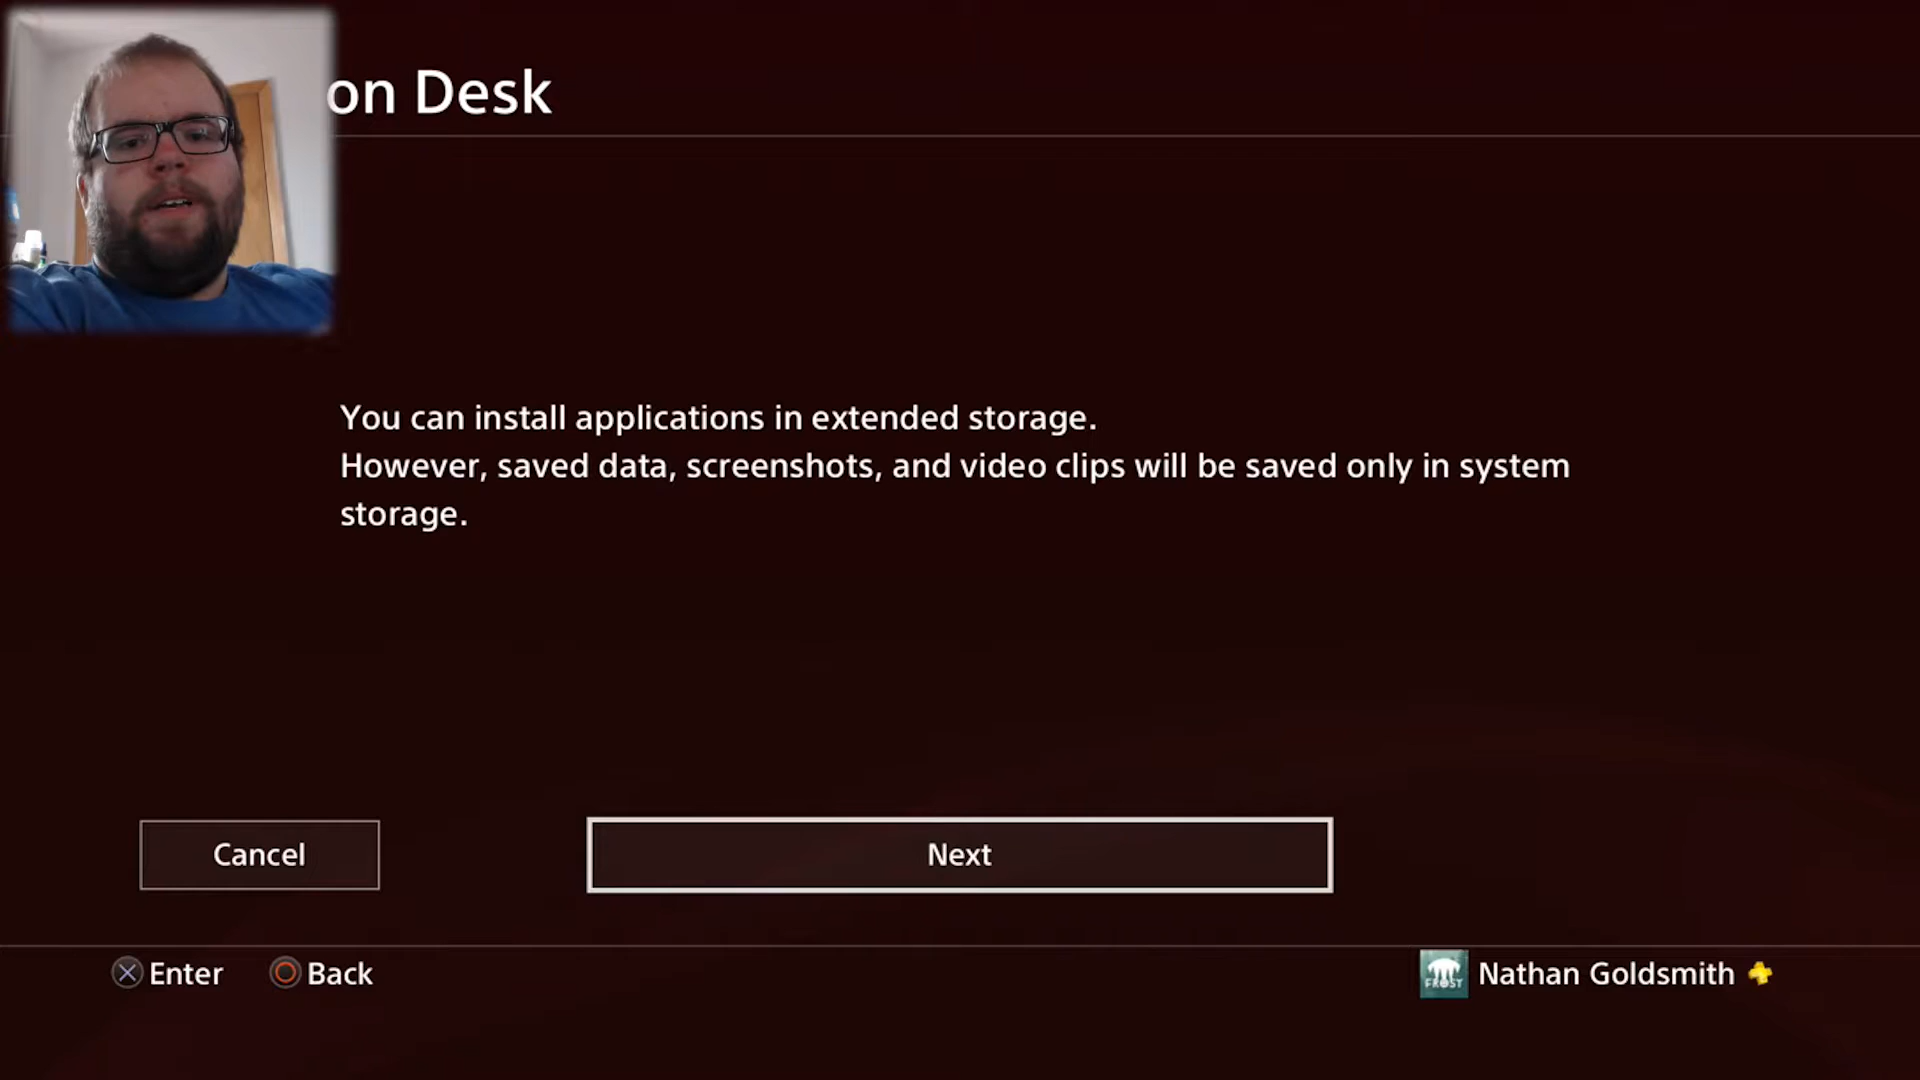 on Desk
You can install applications in extended storage.
However, saved data, screenshots, and video clips will be saved only in system
storage.
Cancel
Next
Enter
Back
FROST
Nathan Goldsmith